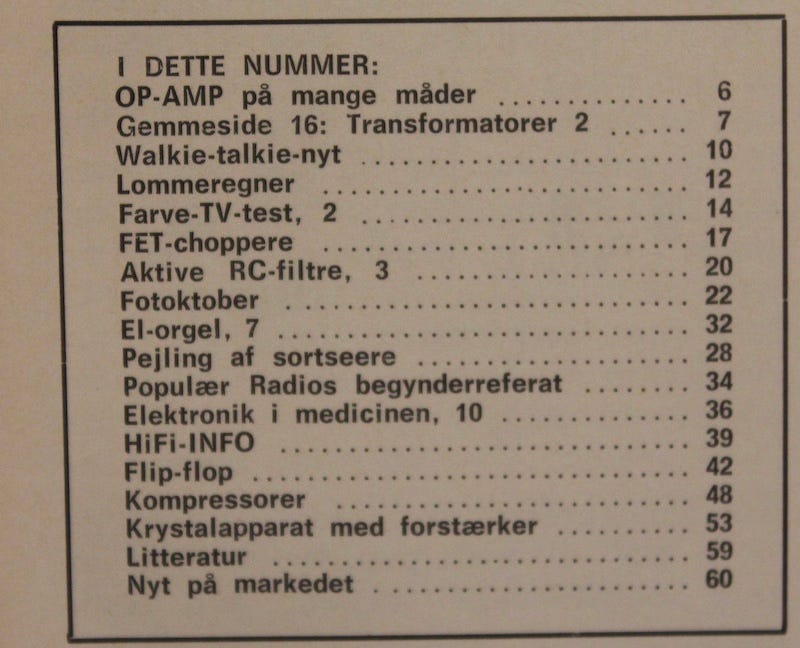 I DETTE NUMMER:
OP-AMP på mange måder .............. 6
Gemmeside 16: Transformatorer 2 ...... 7
Walkie-talkie-nyt ........................ 10
Lommeregner ........................... 12
Farve-TV-test, 2 ........................ 14
FET-choppere ........................... 17
Aktive RC-filtre, 3 .................... 20
Fotoktober .............................. 22
El-orgel, 7 .............................. 32
Pejling af sortseere .................... 28
Populær Radios begynderreferat ........ 34
Elektronik i medicinen, 10 .............. 36
HiFi-INFO .............................. 39
Flip-flop ................................ 42
Kompressorer .......................... 48
Krystalapparat med forstærker .......... 53
Litteratur ............................... 59
Nyt på markedet ....................... 60